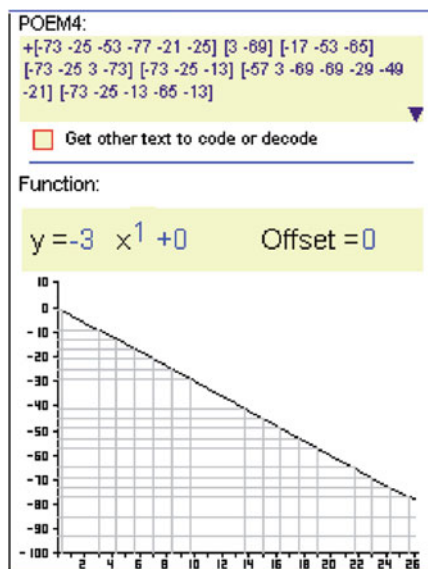 POEM4:
+[-73 -25 -53 -77 -21 -25] [3 -69] [-17 -53 -65]
[-73 -25 3 -73] [-73 -25 -13] [-57 3 -69 -69 -29 -49
-21] [-73 -25 -13 -65 -13]
Get other text to code or decode
Function:
y =-3 x1 +0 Offset =0
10
0
-10
-20
-30
-40
-50
-60
-70
-80
-90
-100
2 4 6 8 10 12 14 16 18 20 22 24 26